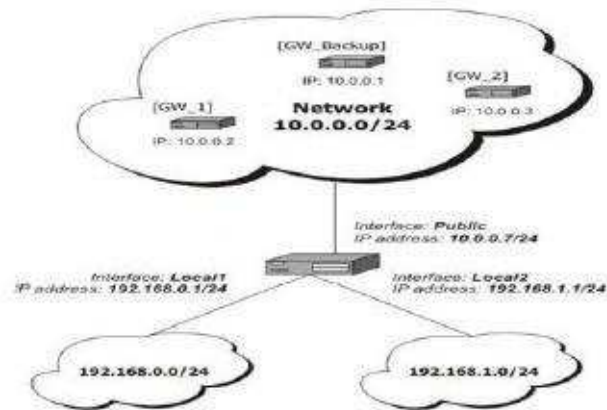 [GW_Backup]
IP: 10.0.0.1
[GW_2]
IP: 10.0.0.3
[GW_1]
IP: 10.0.0.2
Network
10.0.0.0/24
Interface: Public
IP address: 10.0.0.7/24
Interface: Local1
IP address: 192.168.0.1/24
Interface: Local2
IP address: 192.168.1.1/24
192.168.0.0/24
192.168.1.0/24